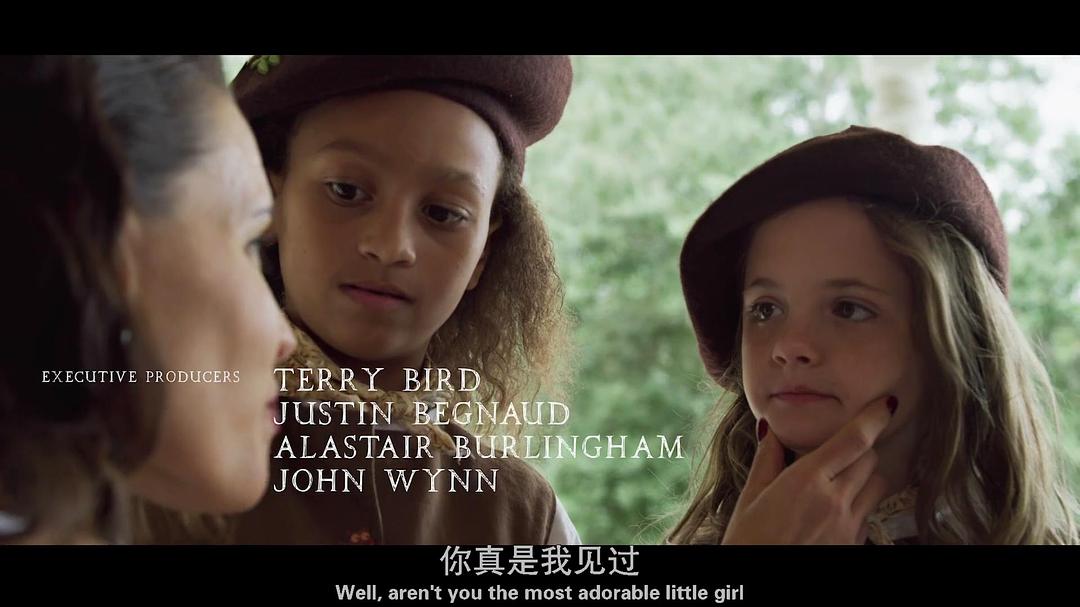 EXECUTIVE PRODUCERS
TERRY BIRD
JUSTIN BEGNAUD
ALASTAIR BURLINGHAM
JOHN WYNN
你真是我见过
Well, aren't you the most adorable little girl